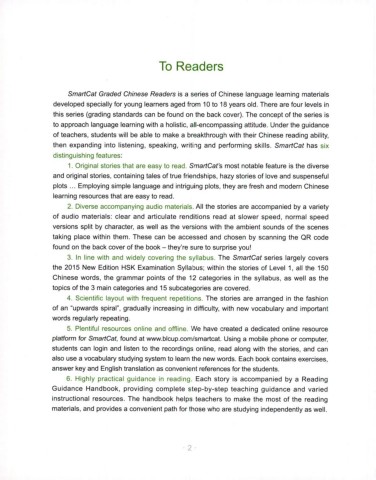 To Readers
SmartCat Graded Chinese Readers is a series of Chinese language learning materials
developed specially for young learners aged from 10 to 18 years old. There are four levels in
this series (grading standards can be found on the back cover). The concept of the series is
to approach language learning with a holistic, all-encompassing attitude. Under the guidance
of teachers, students will be able to make a breakthrough with their Chinese reading ability,
then expanding into listening, speaking, writing and performing skills. SmartCat has six
distinguishing features:
1. Original stories that are easy to read. SmartCat's most notable feature is the diverse
and original stories, containing tales of true friendships, hazy stories of love and suspenseful
plots … Employing simple language and intriguing plots, they are fresh and modern Chinese
learning resources that are easy to read.
2. Diverse accompanying audio materials. All the stories are accompanied by a variety
of audio materials: clear and articulate renditions read at slower speed, normal speed
versions split by character, as well as the versions with the ambient sounds of the scenes
taking place within them. These can be accessed and chosen by scanning the QR code
found on the back cover of the book – they're sure to surprise you!
3. In line with and widely covering the syllabus. The SmartCat series largely covers
the 2015 New Edition HSK Examination Syllabus; within the stories of Level 1, all the 150
Chinese words, the grammar points of the 12 categories in the syllabus, as well as the
topics of the 3 main categories and 15 subcategories are covered.
4. Scientific layout with frequent repetitions. The stories are arranged in the fashion
of an "upwards spiral", gradually increasing in difficulty, with new vocabulary and important
words regularly repeating.
5. Plentiful resources online and offline. We have created a dedicated online resource
platform for SmartCat, found at www.blcup.com/smartcat. Using a mobile phone or computer,
students can login and listen to the recordings online, read along with the stories, and can
also use a vocabulary studying system to learn the new words. Each book contains exercises,
answer key and English translation as convenient references for the students.
6. Highly practical guidance in reading. Each story is accompanied by a Reading
Guidance Handbook, providing complete step-by-step teaching guidance and varied
instructional resources. The handbook helps teachers to make the most of the reading
materials, and provides a convenient path for those who are studying independently as well.
- 2 -